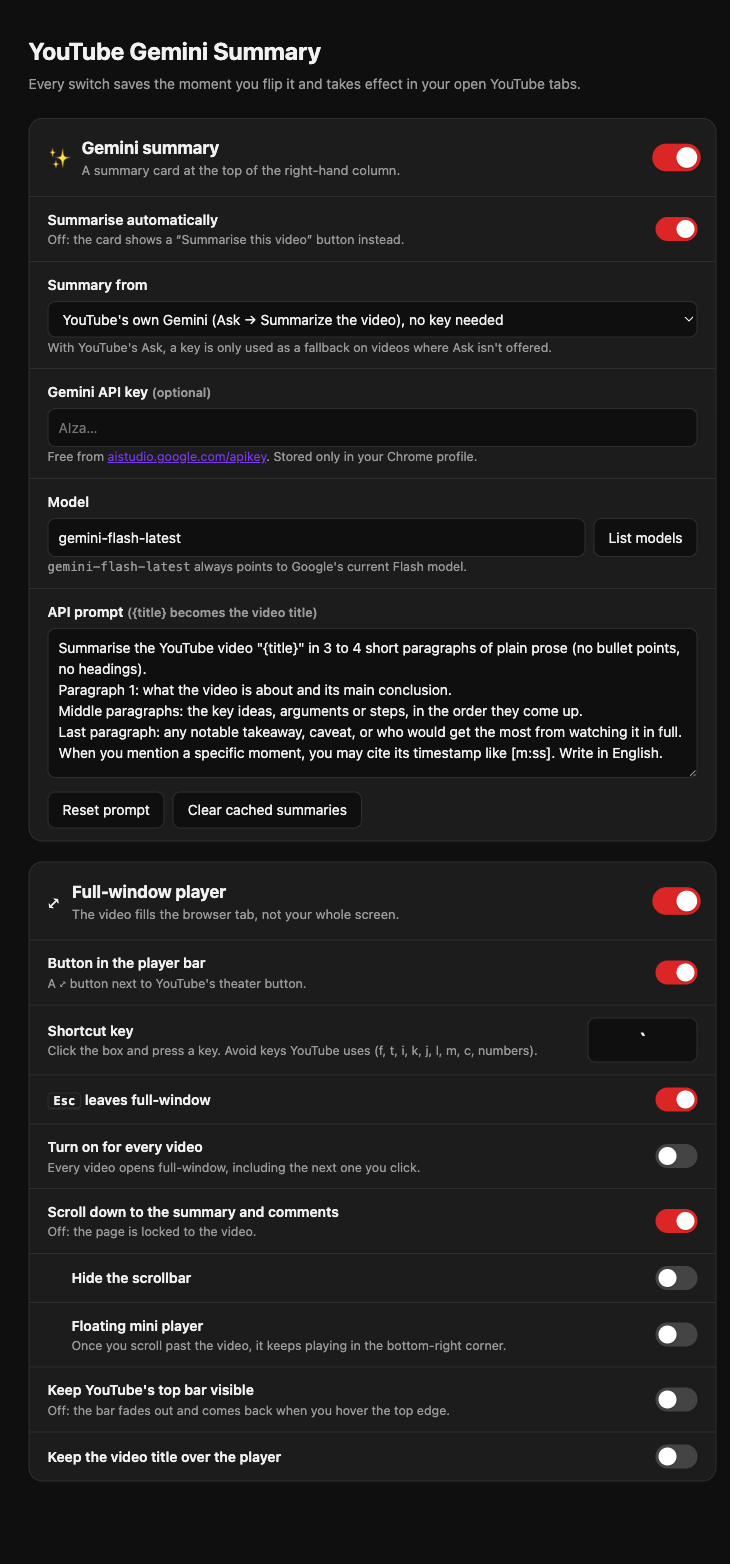 YouTube Gemini Summary
Every switch saves the moment you flip it and takes effect in your open YouTube tabs.
Gemini summary
A summary card at the top of the right-hand column.
Summarise automatically
Off: the card shows a “Summarise this video” button instead.
Summary from
YouTube's own Gemini (Ask → Summarize the video), no key needed
With YouTube's Ask, a key is only used as a fallback on videos where Ask isn't offered.
Gemini API key (optional)
AIza...
Free from aistudio.google.com/apikey. Stored only in your Chrome profile.
Model
gemini-flash-latest
List models
gemini-flash-latest always points to Google's current Flash model.
API prompt ({title} becomes the video title)
Summarise the YouTube video "{title}" in 3 to 4 short paragraphs of plain prose (no bullet points,
no headings).
Paragraph 1: what the video is about and its main conclusion.
Middle paragraphs: the key ideas, arguments or steps, in the order they come up.
Last paragraph: any notable takeaway, caveat, or who would get the most from watching it in full.
When you mention a specific moment, you may cite its timestamp like [m:ss]. Write in English.
Reset prompt
Clear cached summaries
⤢ Full-window player
The video fills the browser tab, not your whole screen.
Button in the player bar
A ⤢ button next to YouTube's theater button.
Shortcut key
`
Click the box and press a key. Avoid keys YouTube uses (f, t, i, k, j, l, m, c, numbers).
Esc leaves full-window
Turn on for every video
Every video opens full-window, including the next one you click.
Scroll down to the summary and comments
Off: the page is locked to the video.
Hide the scrollbar
Floating mini player
Once you scroll past the video, it keeps playing in the bottom-right corner.
Keep YouTube's top bar visible
Off: the bar fades out and comes back when you hover the top edge.
Keep the video title over the player